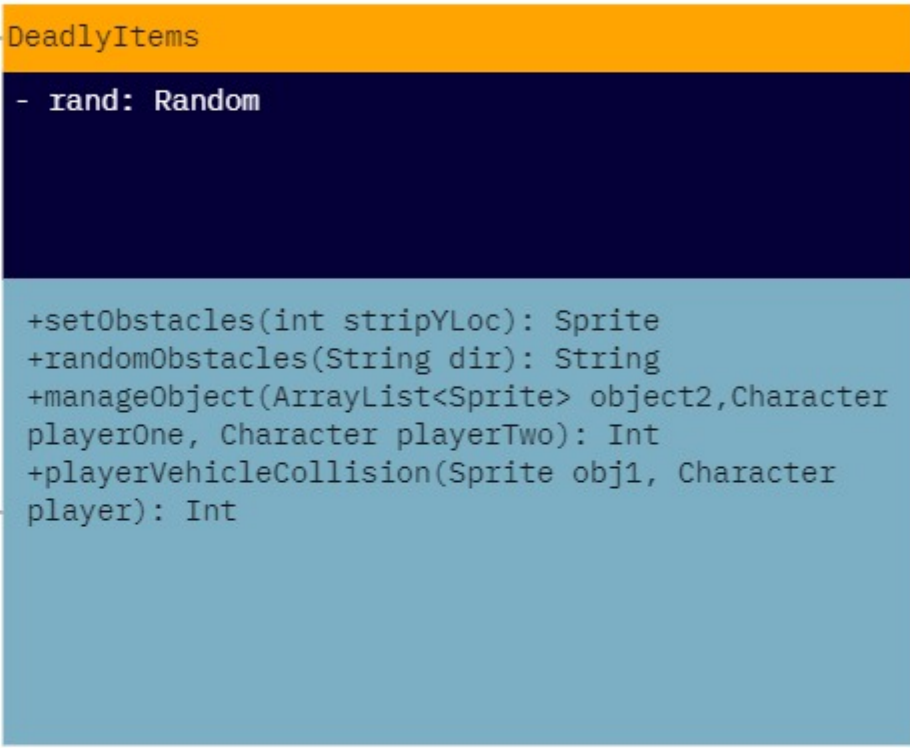 DeadlyItems
- rand: Random
+setObstacles(int stripYLoc): Sprite
+randomObstacles(String dir): String
+manageObject(ArrayList<Sprite> object2,Character
playerOne, Character playerTwo): Int
+playerVehicleCollision(Sprite obj1, Character
player): Int